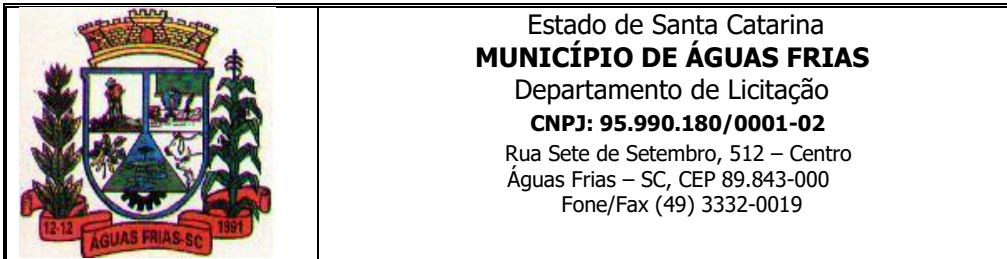 12-12
ÁGUAS FRIAS-SC
1991
Estado de Santa Catarina
MUNICÍPIO DE ÁGUAS FRIAS
Departamento de Licitação
CNPJ: 95.990.180/0001-02
Rua Sete de Setembro, 512 – Centro
Águas Frias – SC, CEP 89.843-000
Fone/Fax (49) 3332-0019